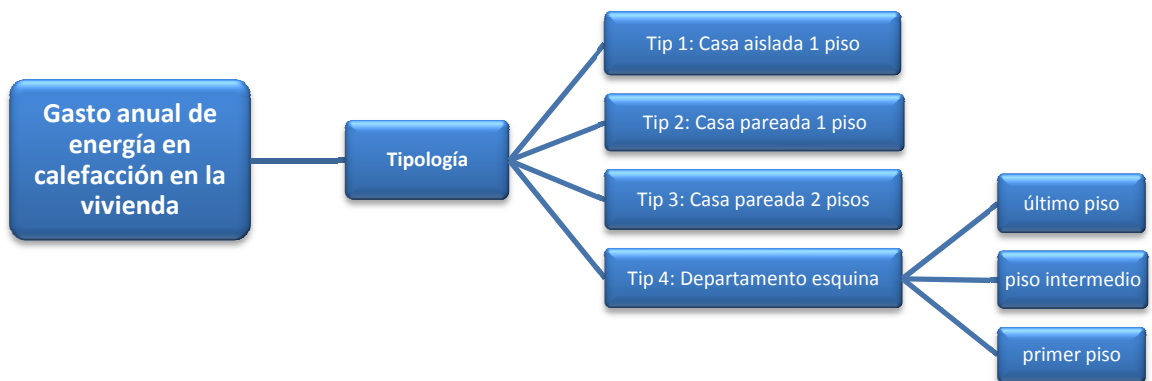 Gasto anual de
energía en
calefacción en la
vivienda
Tipología
Tip 1: Casa aislada 1 piso
Tip 2: Casa pareada 1 piso
Tip 3: Casa pareada 2 pisos
Tip 4: Departamento esquina
último piso
piso intermedio
primer piso